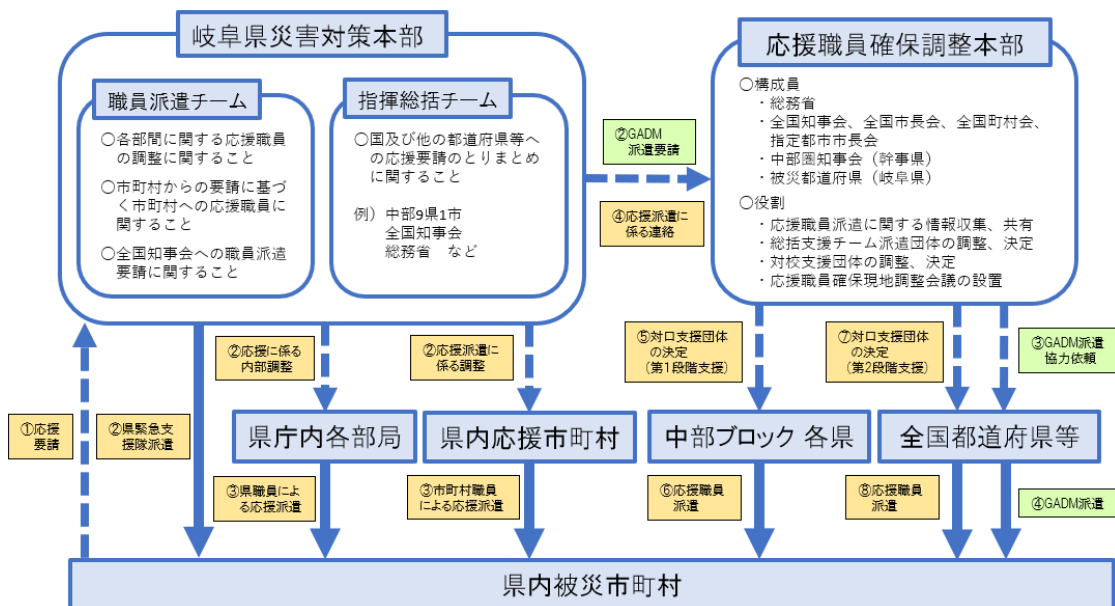 岐阜県災害対策本部
職員派遣チーム
○各部間に関する応援職員
の調整に関すること
○市町村からの要請に基づ
く市町村への応援職員に
関すること
○全国知事会への職員派遣
要請に関すること
指揮総括チーム
○国及び他の都道府県等へ
の応援要請のとりまとめ
に関すること
例）中部9県1市
全国知事会
総務省　など
②GADM
派遣要請
④応援派遣に
係る連絡
応援職員確保調整本部
○構成員
・総務省
・全国知事会、全国市長会、全国町村会、
指定都市市長会
・中部圏知事会（幹事県）
・被災都道府県（岐阜県）
○役割
・応援職員派遣に関する情報収集、共有
・総括支援チーム派遣団体の調整、決定
・対校支援団体の調整、決定
・応援職員確保現地調整会議の設置
①応援
要請
②県緊急支
援隊派遣
②応援に係る
内部調整
②応援派遣に
係る調整
⑤対口支援団体
の決定
（第1段階支援）
⑦対口支援団体
の決定
（第2段階支援）
③GADM派遣
協力依頼
県庁内各部局
県内応援市町村
中部ブロック 各県
全国都道府県等
③県職員によ
る応援派遣
③市町村職員
による応援派遣
⑥応援職員
派遣
⑧応援職員
派遣
④GADM派遣
県内被災市町村